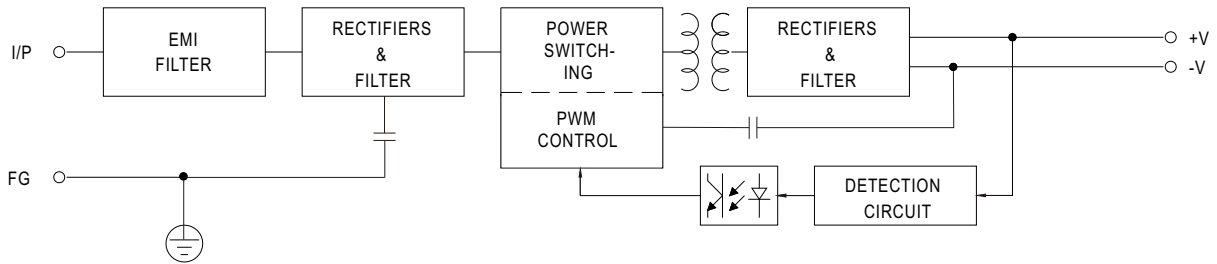 I/P
EMI
FILTER
RECTIFIERS
&
FILTER
POWER
SWITCH-
ING
PWM
CONTROL
RECTIFIERS
&
FILTER
+V
-V
FG
DETECTION
CIRCUIT